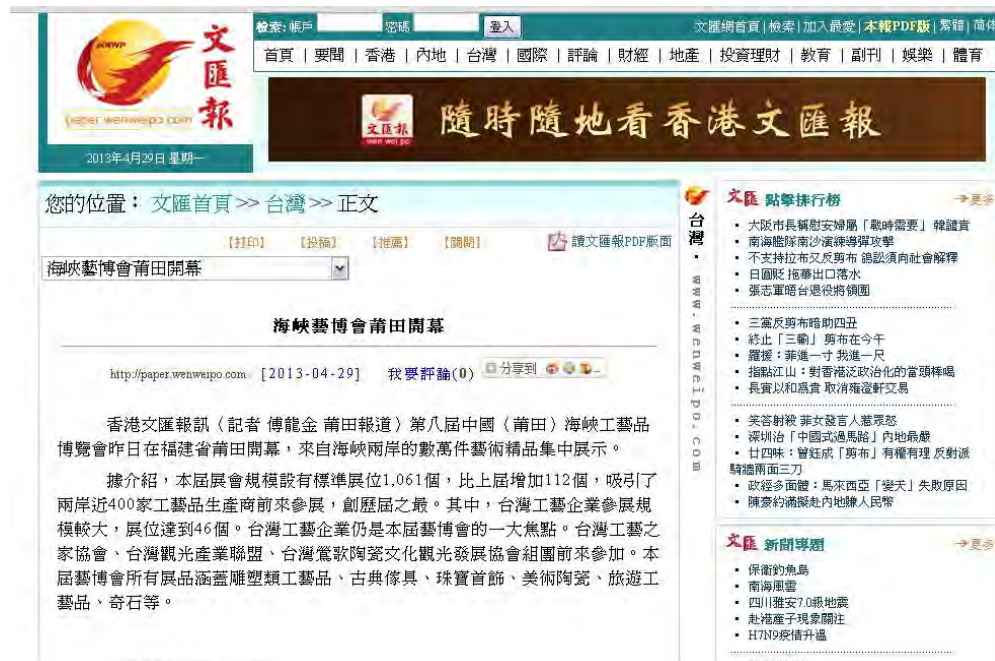 檢索:帳戶 密碼 登入
文匯網首頁|檢索|加入最愛|本報PDF版|繁體|简体
WWP
文匯報
paper.wenweipo.com
2013年4月29日 星期一
首頁 | 要聞 | 香港 | 內地 | 台灣 | 國際 | 評論 | 財經 | 地產 | 投資理財 | 教育 | 副刊 | 娛樂 | 體育
文匯報
wen wei po
隨時隨地看香港文匯報
您的位置： 文匯首頁>> 台灣>> 正文
【打印】 【投稿】 【推薦】 【關閉】 讀文匯報PDF版面
海峽藝博會莆田開幕
海峽藝博會莆田開幕
http://paper.wenweipo.com [2013-04-29] 我要評論(0) 分享到
香港文匯報訊（記者 傅龍金 莆田報道）第八屆中國（莆田）海峽工藝品
博覽會昨日在福建省莆田開幕，來自海峽兩岸的數萬件藝術精品集中展示。
據介紹，本屆展會規模設有標準展位1,061個，比上屆增加112個，吸引了
兩岸近400家工藝品生產商前來參展，創歷屆之最。其中，台灣工藝企業參展規
模較大，展位達到46個。台灣工藝企業仍是本屆藝博會的一大焦點。台灣工藝之
家協會、台灣觀光產業聯盟、台灣鶯歌陶瓷文化觀光發展協會組團前來參加。本
屆藝博會所有展品涵蓋雕塑類工藝品、古典傢具、珠寶首飾、美術陶瓷、旅遊工
藝品、奇石等。
台灣 · www.wenweipo.com
文匯 點擊排行榜 更多
大阪市長稱慰安婦屬「戰時需要」 韓譴責
南海艦隊南沙演練導彈攻擊
不支持拉布又反剪布 鴿訟須向社會解釋
日圓貶 拖華出口落水
張志軍晤台退役將領團
三黨反剪布暗助四丑
終止「三輸」 剪布在今午
羅援：菲進一寸 我進一尺
指點江山：對香港泛政治化的當頭棒喝
長實以和為貴 取消雍澄軒交易
笑答射殺 菲女發言人惹眾怒
深圳治「中國式過馬路」內地最嚴
廿四味：曾鈺成「剪布」有權有理 反對派
騎牆兩面三刀
政經多面體：馬來西亞「變天」失敗原因
陳豪約滿擬赴內地賺人民幣
文匯 新聞專題 更多
保衛釣魚島
南海風雲
四川雅安7.0級地震
赴港產子現象關注
H7N9疫情升溫